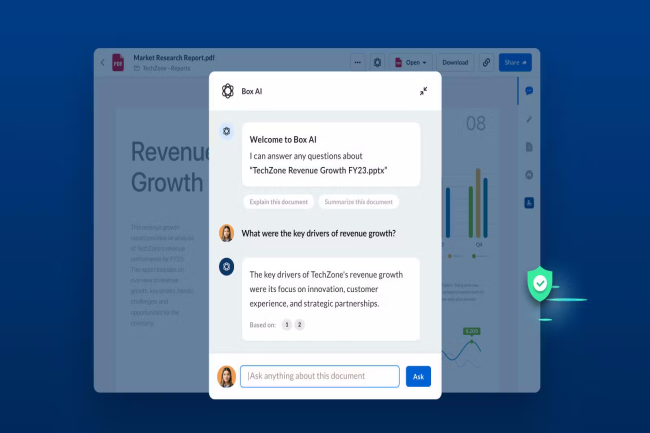 Market Research Report.pdf
TechZone - Reports
PDF
Open
Download
Share
Box AI
Welcome to Box AI
I can answer any questions about
"TechZone Revenue Growth FY23.pptx"
Explain this document
Summarize this document
What were the key drivers of revenue growth?
The key drivers of TechZone's revenue growth
were its focus on innovation, customer
experience, and strategic partnerships.
Based on: 1 2
Ask anything about this document
Ask
Revenue
Growth
08
Q4